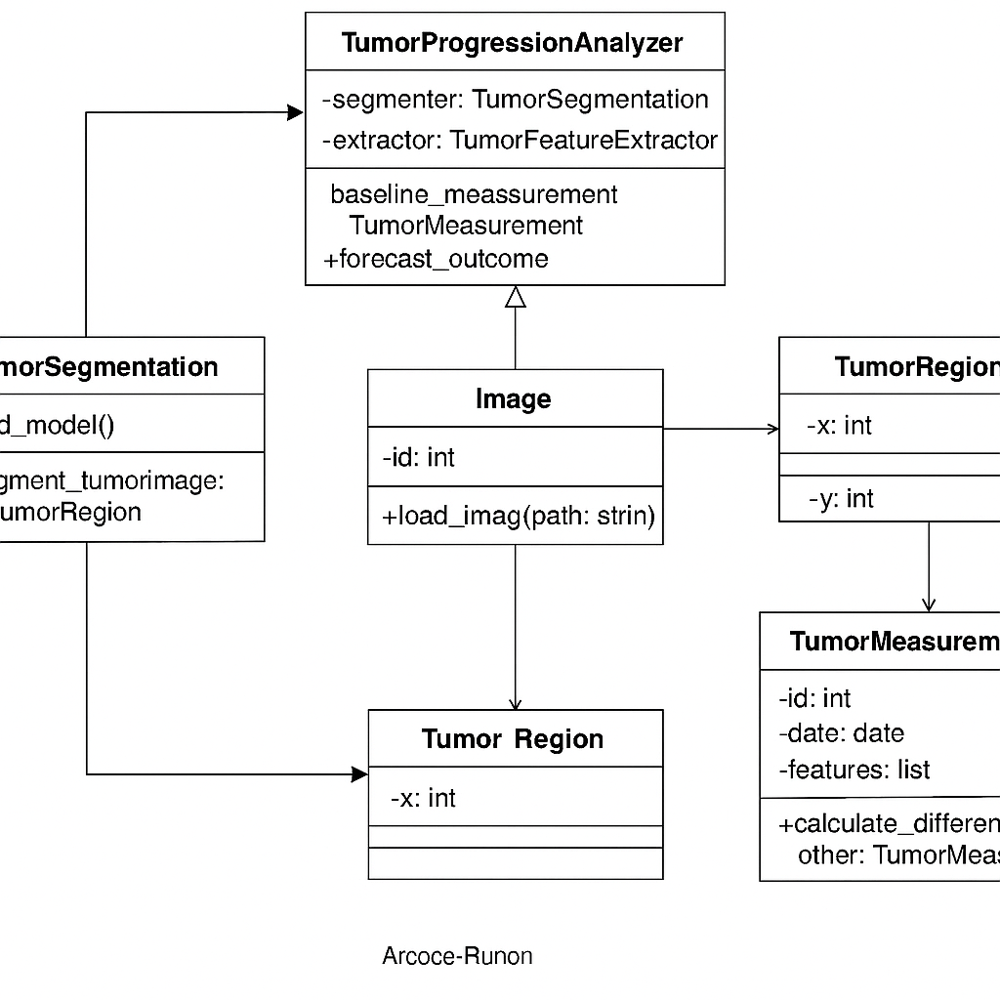 TumorProgressionAnalyzer
-segmenter: TumorSegmentation
-extractor: TumorFeatureExtractor
baseline_meassurement
TumorMeasurement
+forecast_outcome
morSegmentation
d_model()
gment_tumorimage:
umorRegion
Image
-id: int
+load_imag(path: strin)
TumorRegion
-x: int
-y: int
Tumor Region
-x: int
TumorMeasurem
-id: int
-date: date
-features: list
+calculate_differen
other: TumorMeas
Arcoce-Runon